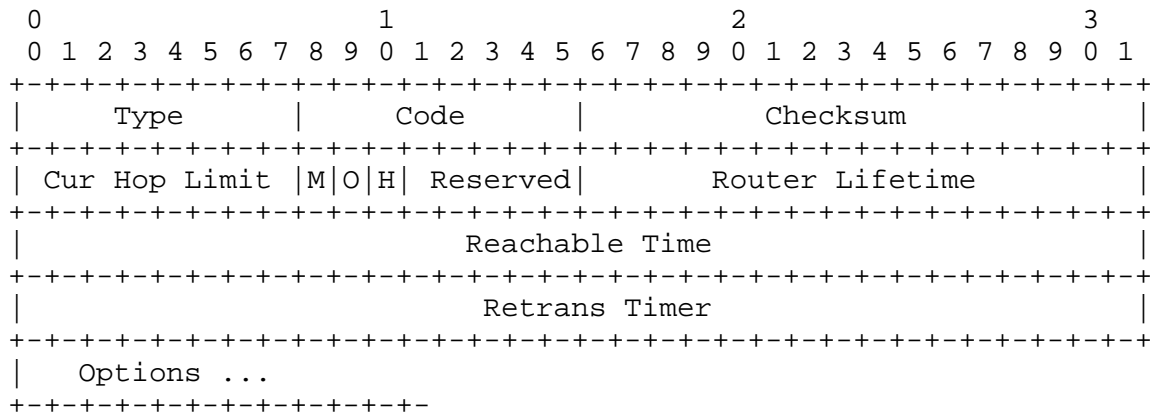 0                   1                   2                   3
 0 1 2 3 4 5 6 7 8 9 0 1 2 3 4 5 6 7 8 9 0 1 2 3 4 5 6 7 8 9 0 1
+-+-+-+-+-+-+-+-+-+-+-+-+-+-+-+-+-+-+-+-+-+-+-+-+-+-+-+-+-+-+-+-+
|     Type      |     Code      |          Checksum             |
+-+-+-+-+-+-+-+-+-+-+-+-+-+-+-+-+-+-+-+-+-+-+-+-+-+-+-+-+-+-+-+-+
| Cur Hop Limit |M|O|H| Reserved|       Router Lifetime         |
+-+-+-+-+-+-+-+-+-+-+-+-+-+-+-+-+-+-+-+-+-+-+-+-+-+-+-+-+-+-+-+-+
|                         Reachable Time                        |
+-+-+-+-+-+-+-+-+-+-+-+-+-+-+-+-+-+-+-+-+-+-+-+-+-+-+-+-+-+-+-+-+
|                          Retrans Timer                        |
+-+-+-+-+-+-+-+-+-+-+-+-+-+-+-+-+-+-+-+-+-+-+-+-+-+-+-+-+-+-+-+-+
|   Options ...
+-+-+-+-+-+-+-+-+-+-+-+-